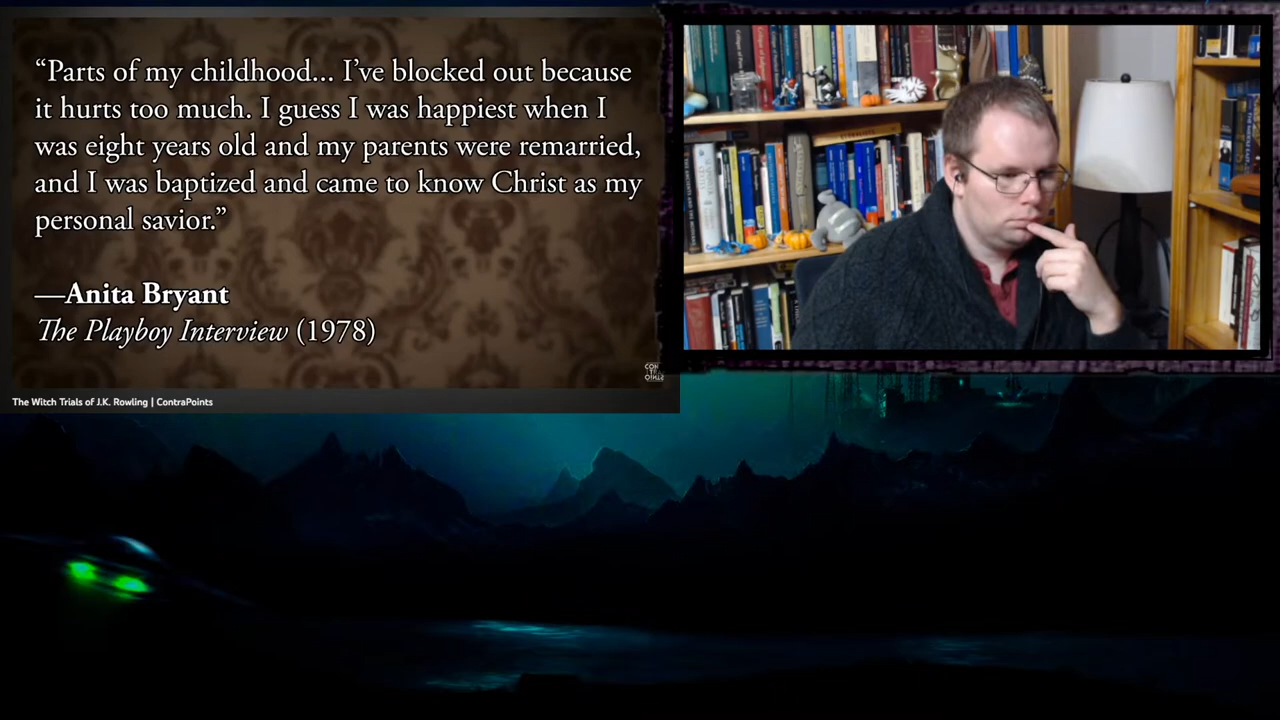 “Parts of my childhood... I’ve blocked out because
it hurts too much. I guess I was happiest when I
was eight years old and my parents were remarried,
and I was baptized and came to know Christ as my
personal savior.”
—Anita Bryant
The Playboy Interview (1978)
The Witch Trials of J.K. Rowling | ContraPoints